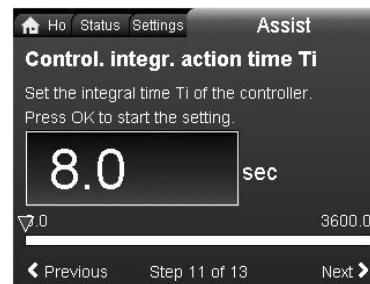 Ho Status Settings Assist
Control. integr. action time Ti
Set the integral time Ti of the controller.
Press OK to start the setting.
8.0 sec
3600.0
Previous Step 11 of 13 Next